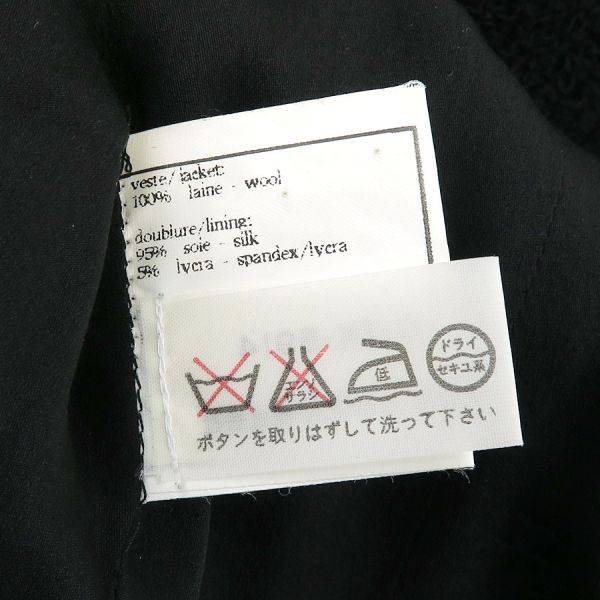 veste/jacket:
100% laine - wool
doublure/lining:
95% soie - silk
5% lycra - spandex/lycra
エンソ
サラシ
低
ドライ
セキユ系
ボタンを取りはずして洗って下さい